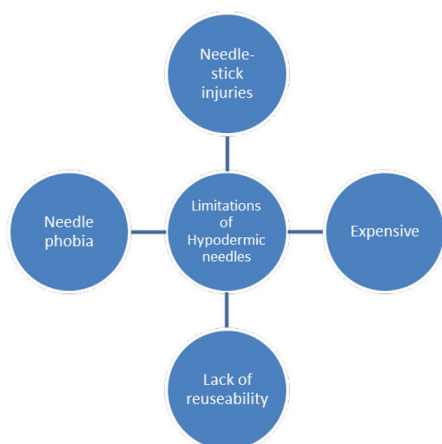 Needle-
stick
injuries
Needle
phobia
Limitations
of
Hypodermic
needles
Expensive
Lack of
reuseability